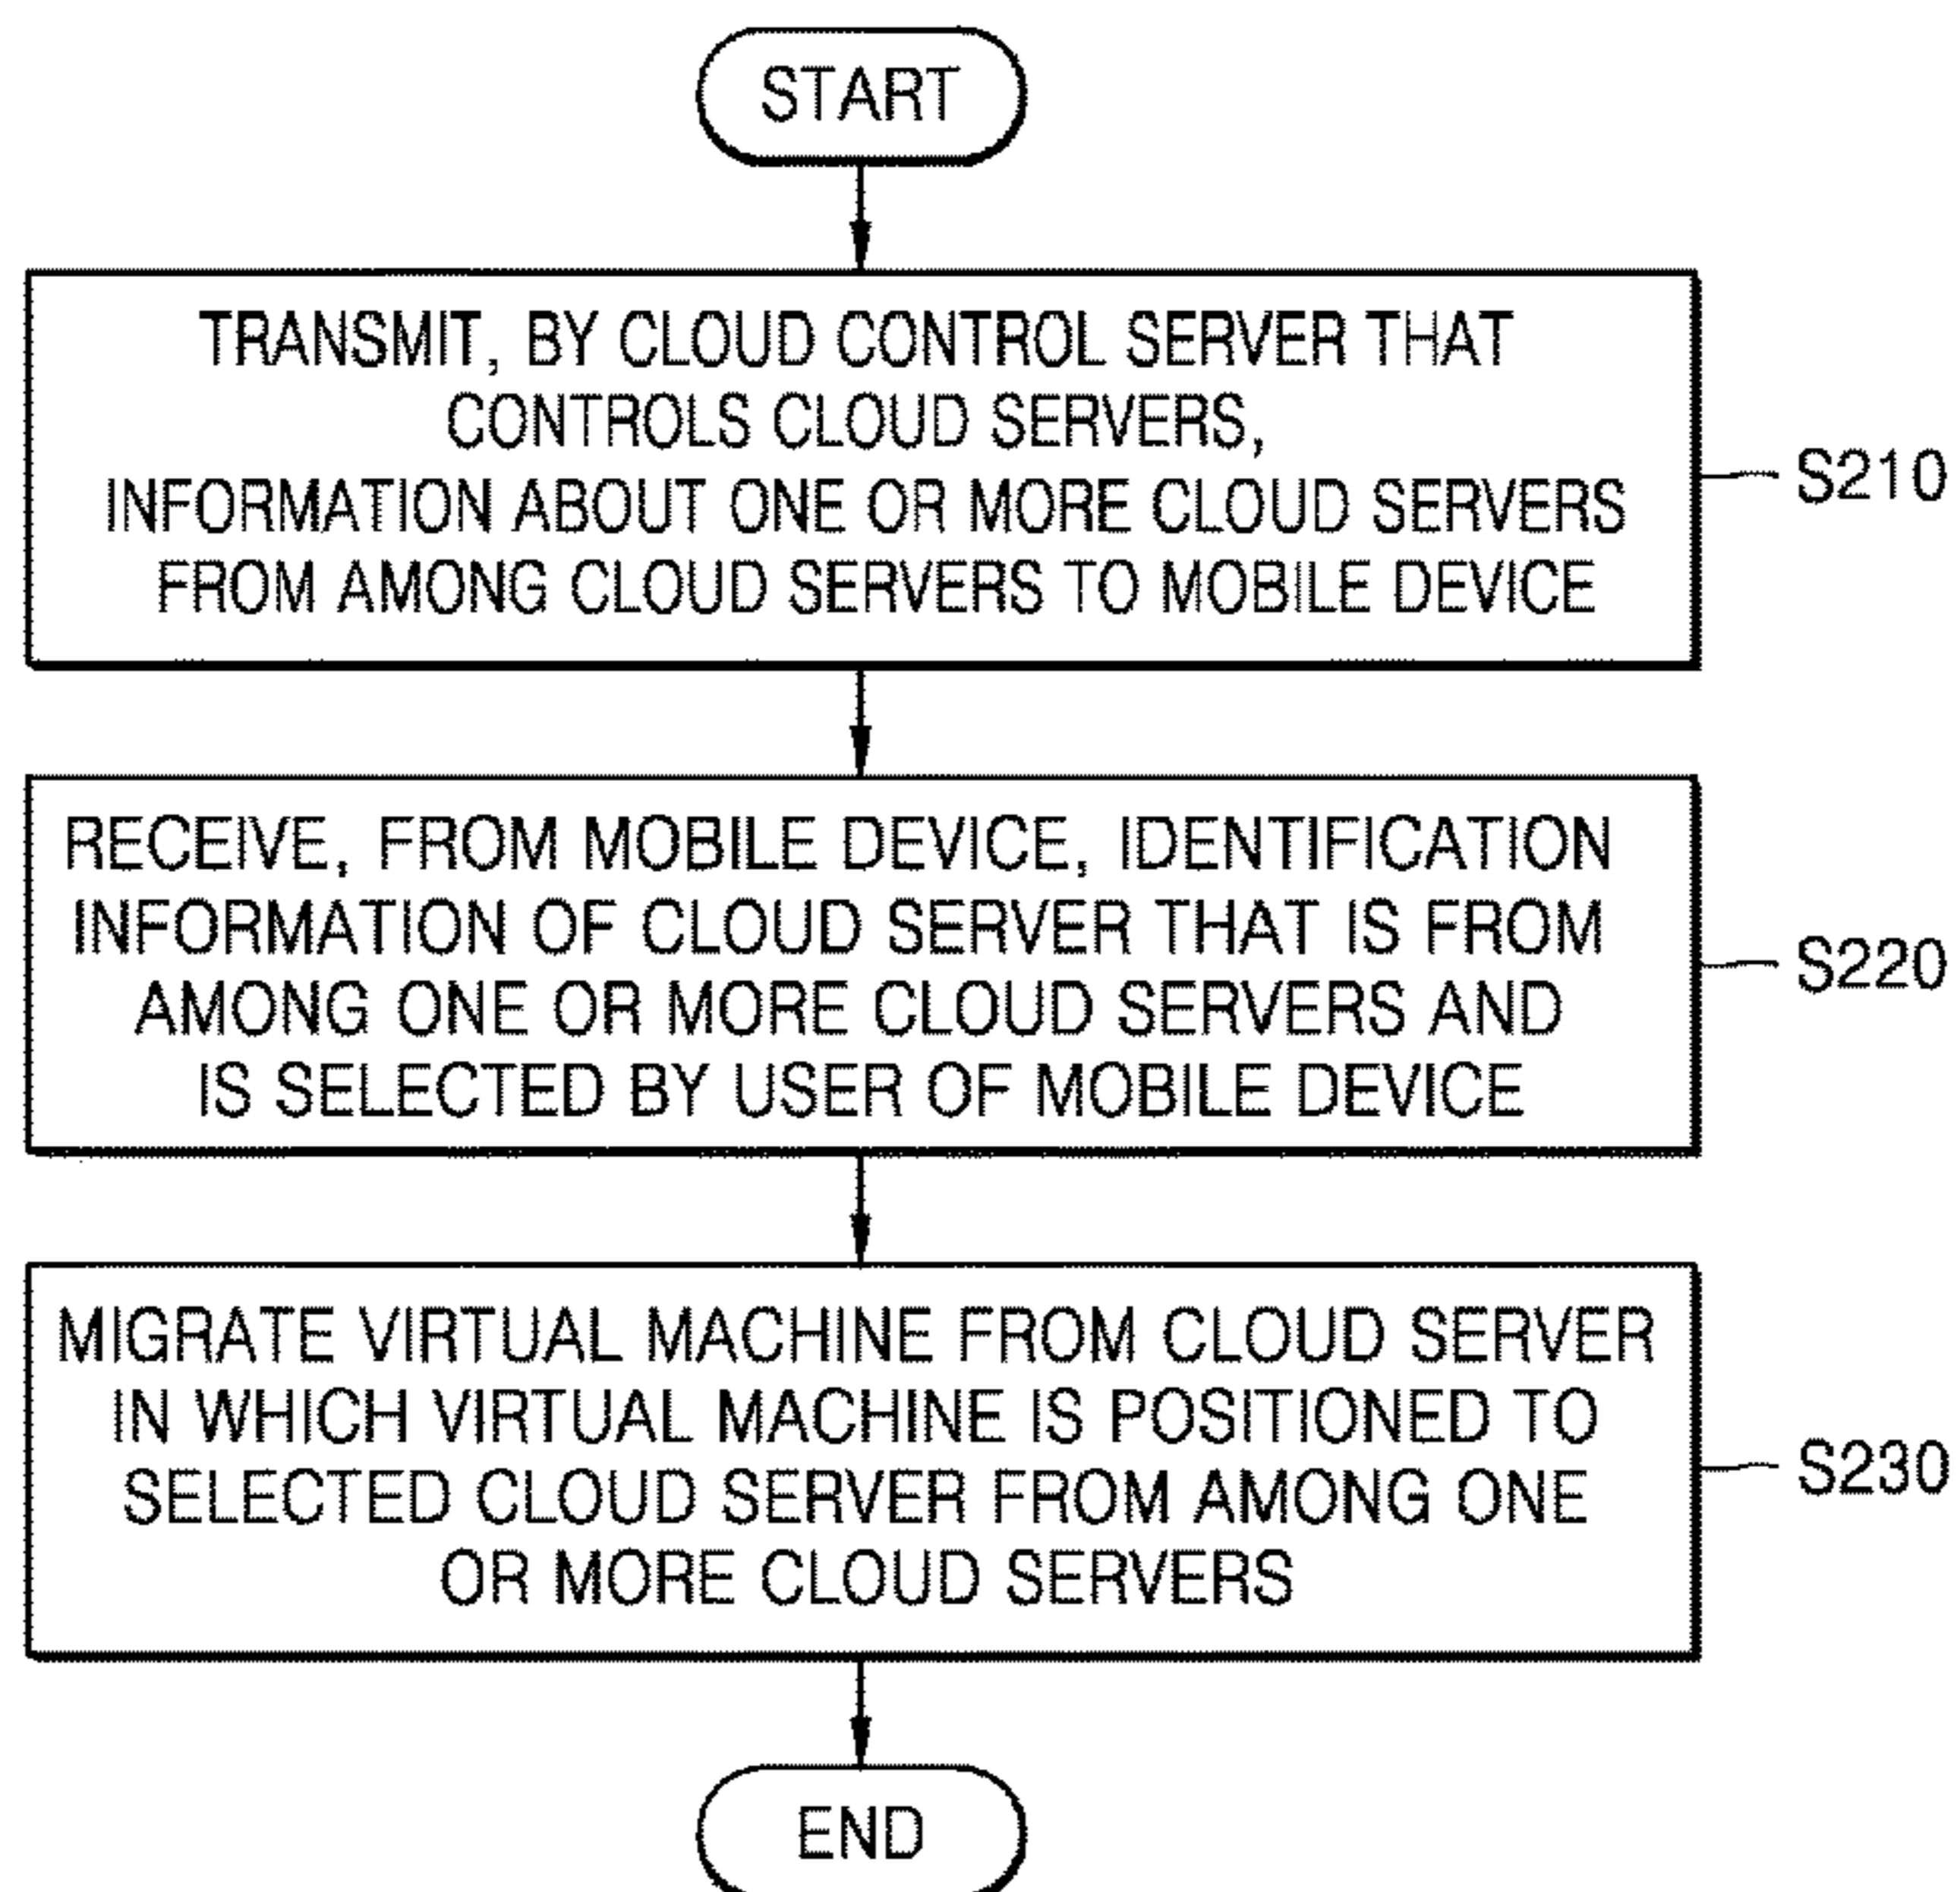 START
TRANSMIT, BY CLOUD CONTROL SERVER THAT
CONTROLS CLOUD SERVERS,
INFORMATION ABOUT ONE OR MORE CLOUD SERVERS
FROM AMONG CLOUD SERVERS TO MOBILE DEVICE
S210
RECEIVE, FROM MOBILE DEVICE, IDENTIFICATION
INFORMATION OF CLOUD SERVER THAT IS FROM
AMONG ONE OR MORE CLOUD SERVERS AND
IS SELECTED BY USER OF MOBILE DEVICE
S220
MIGRATE VIRTUAL MACHINE FROM CLOUD SERVER
IN WHICH VIRTUAL MACHINE IS POSITIONED TO
SELECTED CLOUD SERVER FROM AMONG ONE
OR MORE CLOUD SERVERS
S230
END